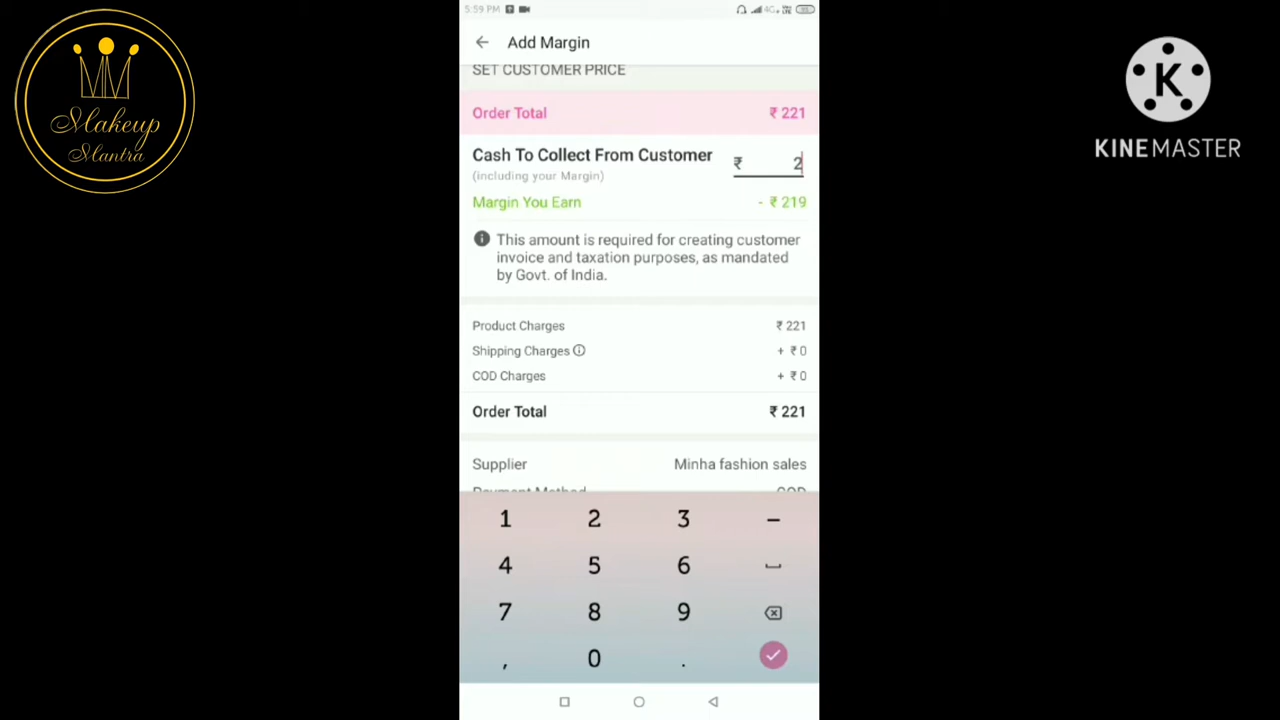 Makeup
Mantra
5:59 PM
4G+
Add Margin
SET CUSTOMER PRICE
Order Total ₹ 221
Cash To Collect From Customer ₹ 2
(including your Margin)
Margin You Earn - ₹ 219
This amount is required for creating customer
invoice and taxation purposes, as mandated
by Govt. of India.
Product Charges ₹ 221
Shipping Charges + ₹ 0
COD Charges + ₹ 0
Order Total ₹ 221
Supplier Minha fashion sales
Payment Method COD
1 2 3 –
4 5 6
7 8 9
, 0 .
K
KINEMASTER